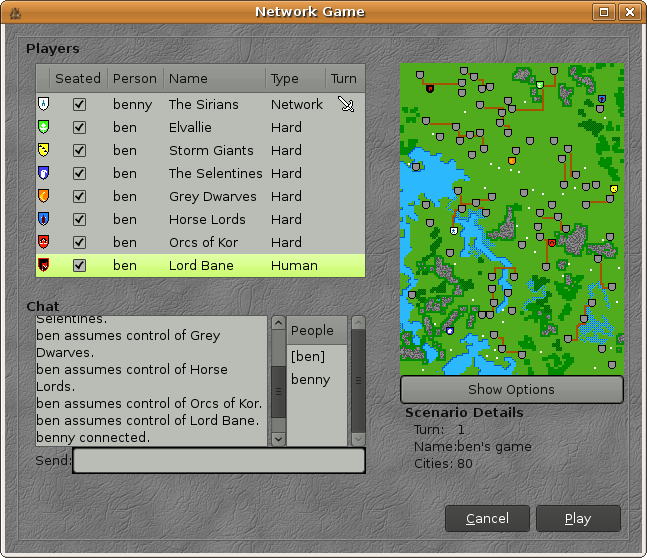 Network Game
Players
Seated Person Name Type Turn
benny The Sirians Network
ben Elvallie Hard
ben Storm Giants Hard
ben The Selentines Hard
ben Grey Dwarves Hard
ben Horse Lords Hard
ben Orcs of Kor Hard
ben Lord Bane Human
Chat
Selentines.
ben assumes control of Grey
Dwarves.
ben assumes control of Horse
Lords.
ben assumes control of Orcs of Kor.
ben assumes control of Lord Bane.
benny connected.
People
[ben]
benny
Send:
Show Options
Scenario Details
Turn: 1
Name:ben's game
Cities: 80
Cancel
Play